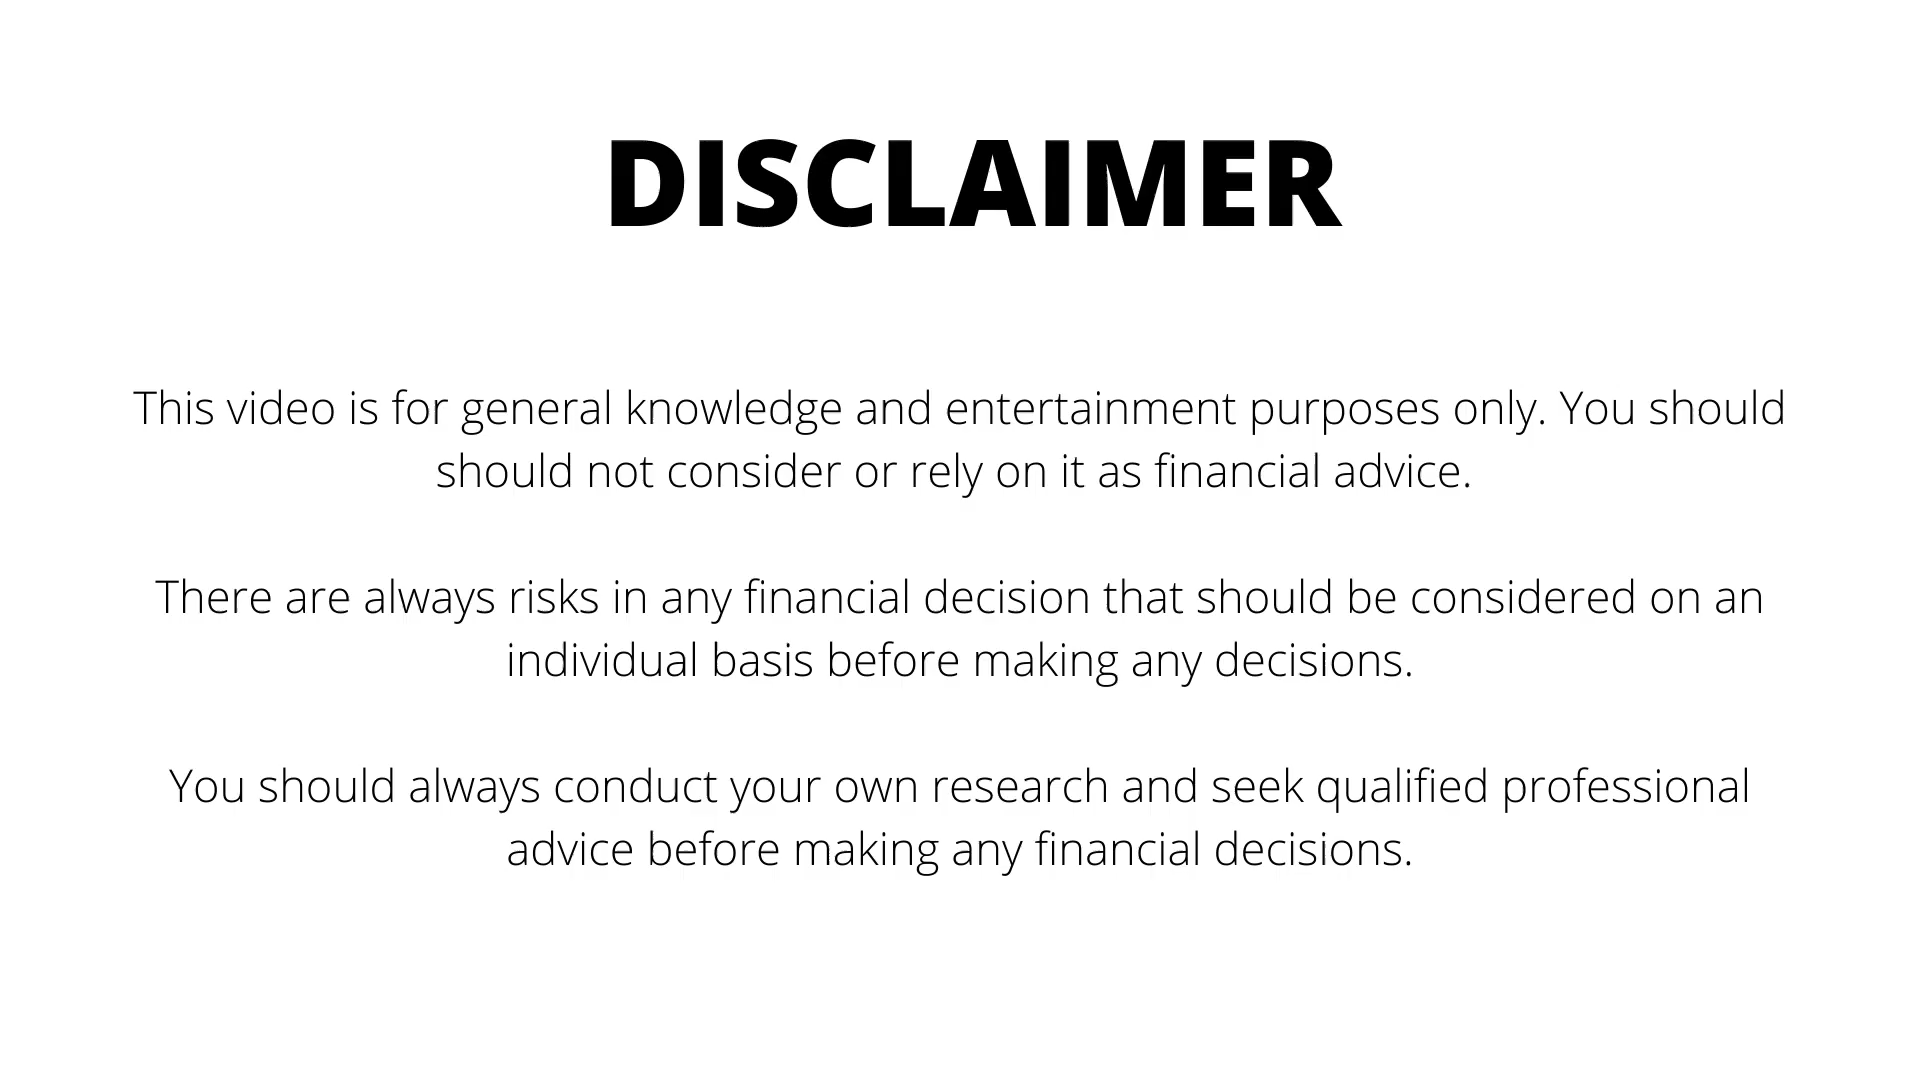 DISCLAIMER
This video is for general knowledge and entertainment purposes only. You should
should not consider or rely on it as financial advice.
There are always risks in any financial decision that should be considered on an
individual basis before making any decisions.
You should always conduct your own research and seek qualified professional
advice before making any financial decisions.